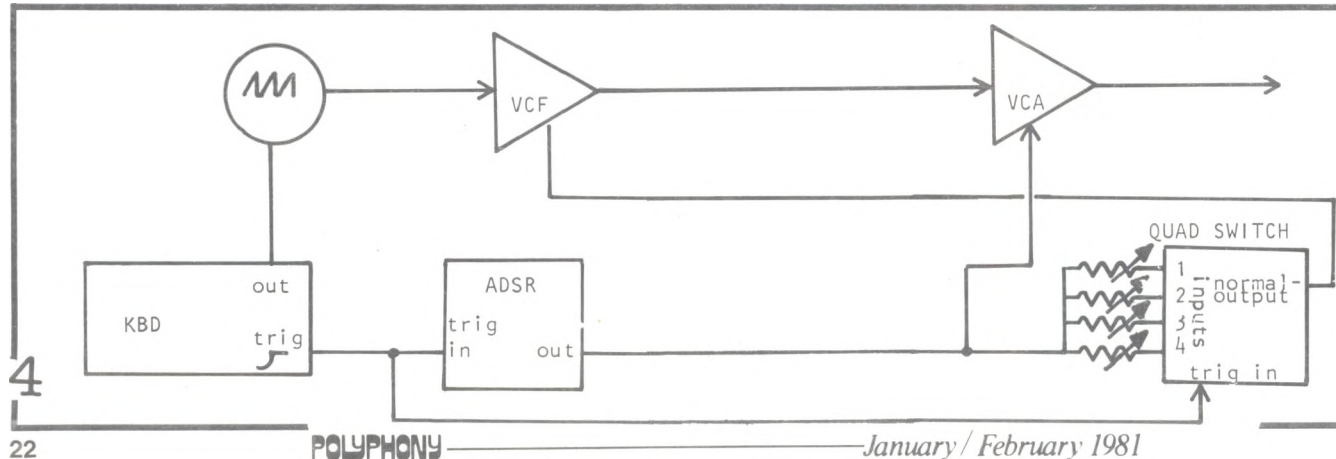 VCF
VCA
QUAD SWITCH
KBD
out
trig
ADSR
trig
in
out
1
2
3
4
inputs
normal-
output
trig in
4
22
POLYPHONY
January / February 1981